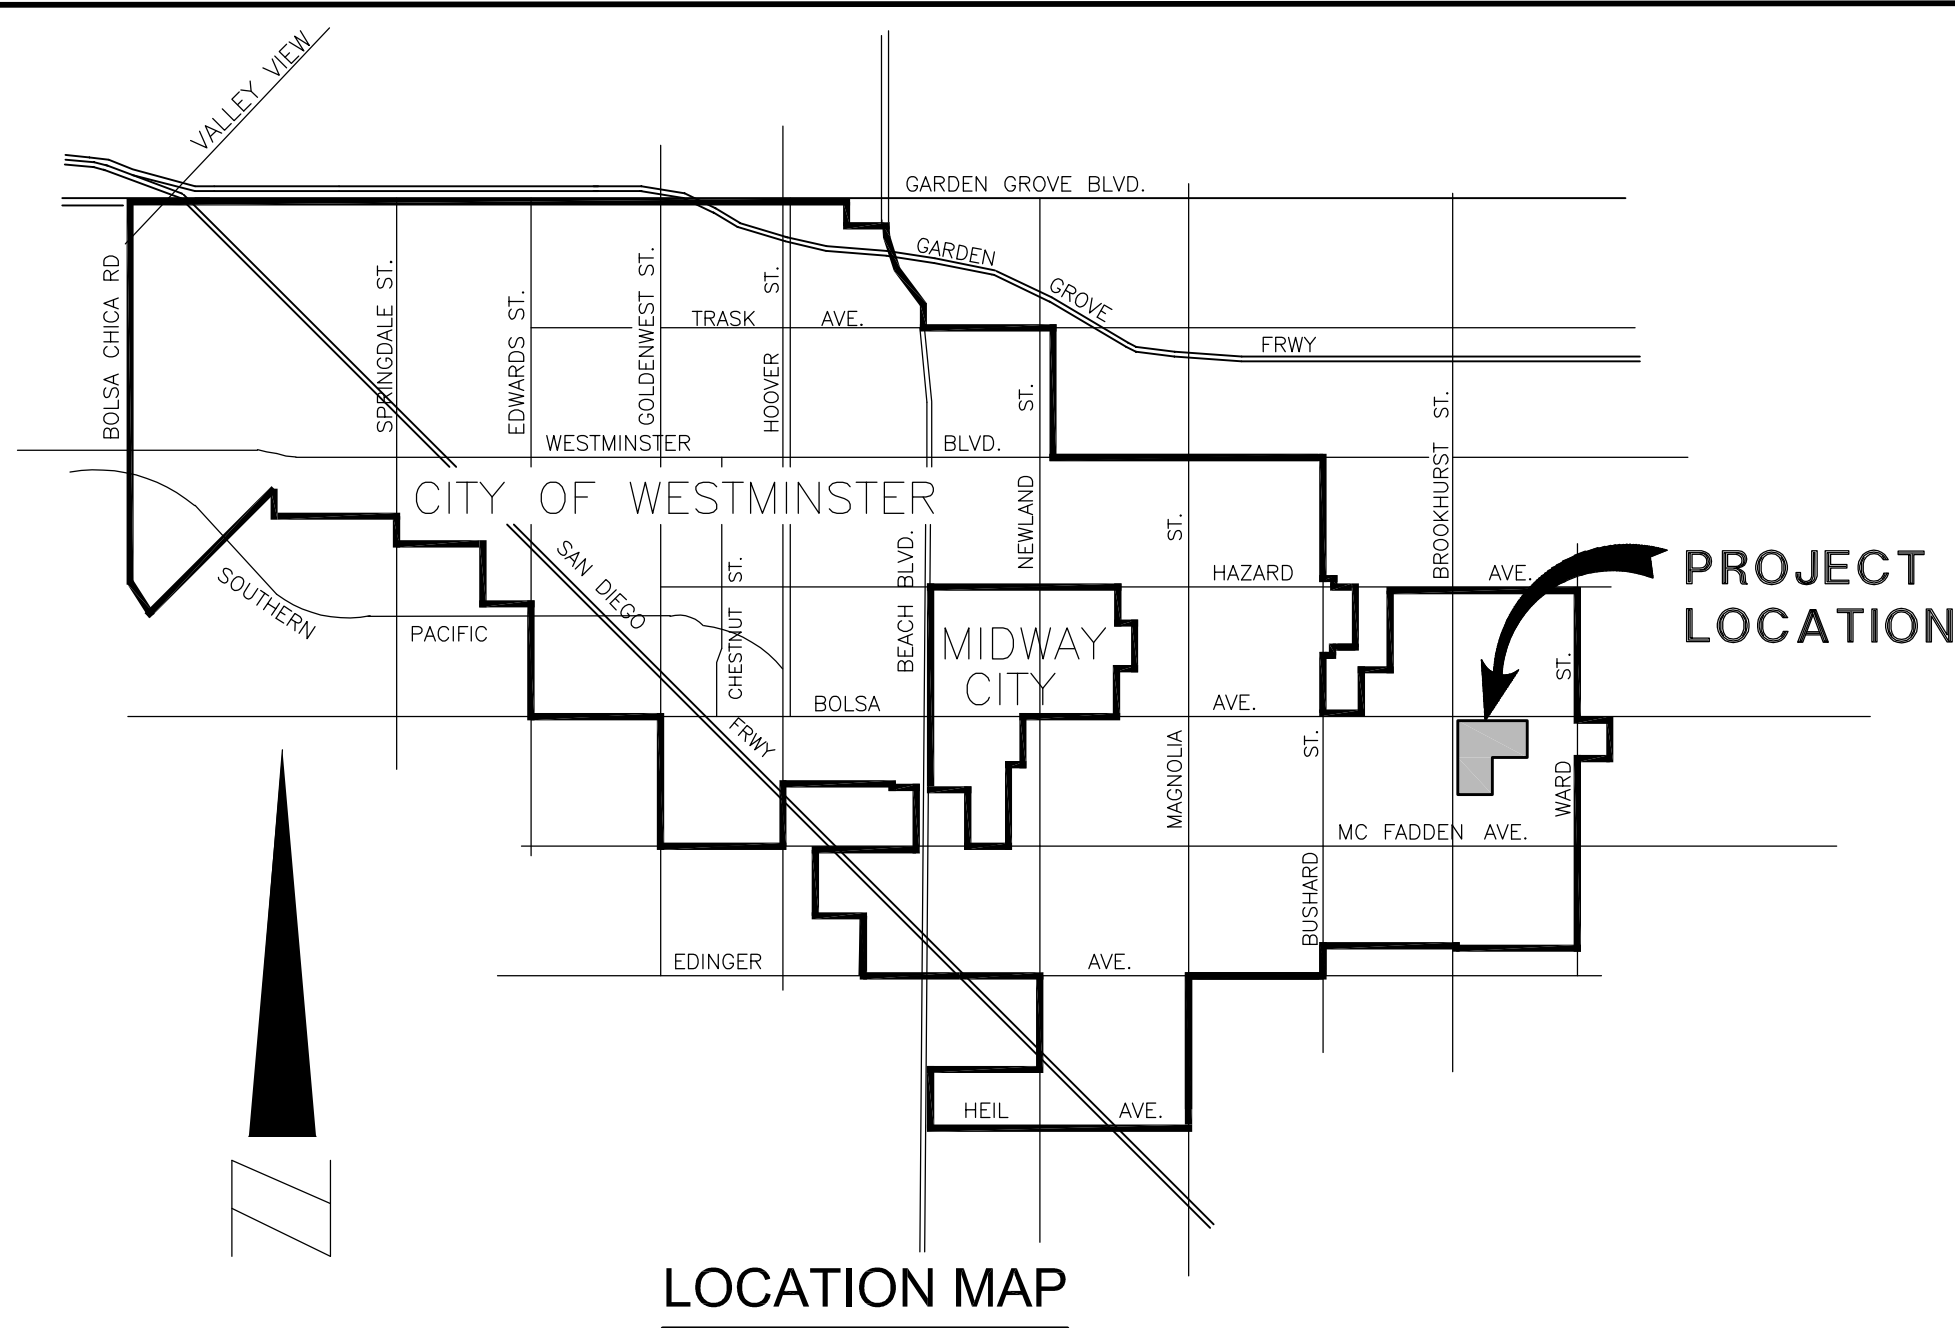 VALLEY VIEW
GARDEN GROVE BLVD.
BOLSA CHICA RD
SPRINGDALE ST.
EDWARDS ST.
GOLDENWEST ST.
HOOVER ST.
TRASK AVE.
GARDEN GROVE FRWY
WESTMINSTER BLVD.
CITY OF WESTMINSTER
NEWLAND ST.
MAGNOLIA ST.
BROOKHURST ST.
HAZARD AVE.
PROJECT
LOCATION
SOUTHERN PACIFIC
SAN DIEGO FRWY
CHESTNUT ST.
BEACH BLVD.
MIDWAY
CITY
BOLSA AVE.
BUSHARD ST.
WARD ST.
MC FADDEN AVE.
EDINGER AVE.
HEIL AVE.
N
LOCATION MAP